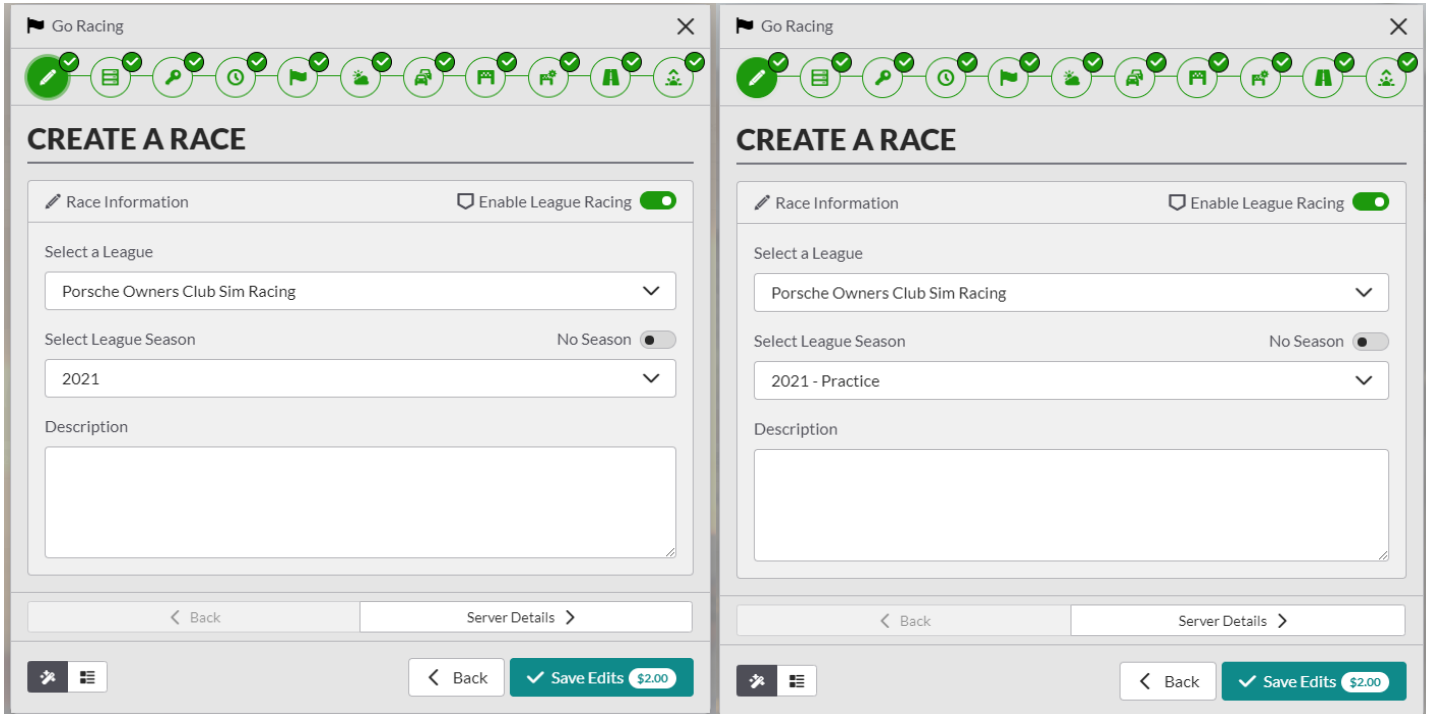 Go Racing
CREATE A RACE
Race Information
Enable League Racing
Select a League
Porsche Owners Club Sim Racing
Select League Season
No Season
2021
Description
Back
Server Details
Back
Save Edits $2.00
Go Racing
CREATE A RACE
Race Information
Enable League Racing
Select a League
Porsche Owners Club Sim Racing
Select League Season
No Season
2021 - Practice
Description
Back
Server Details
Back
Save Edits $2.00